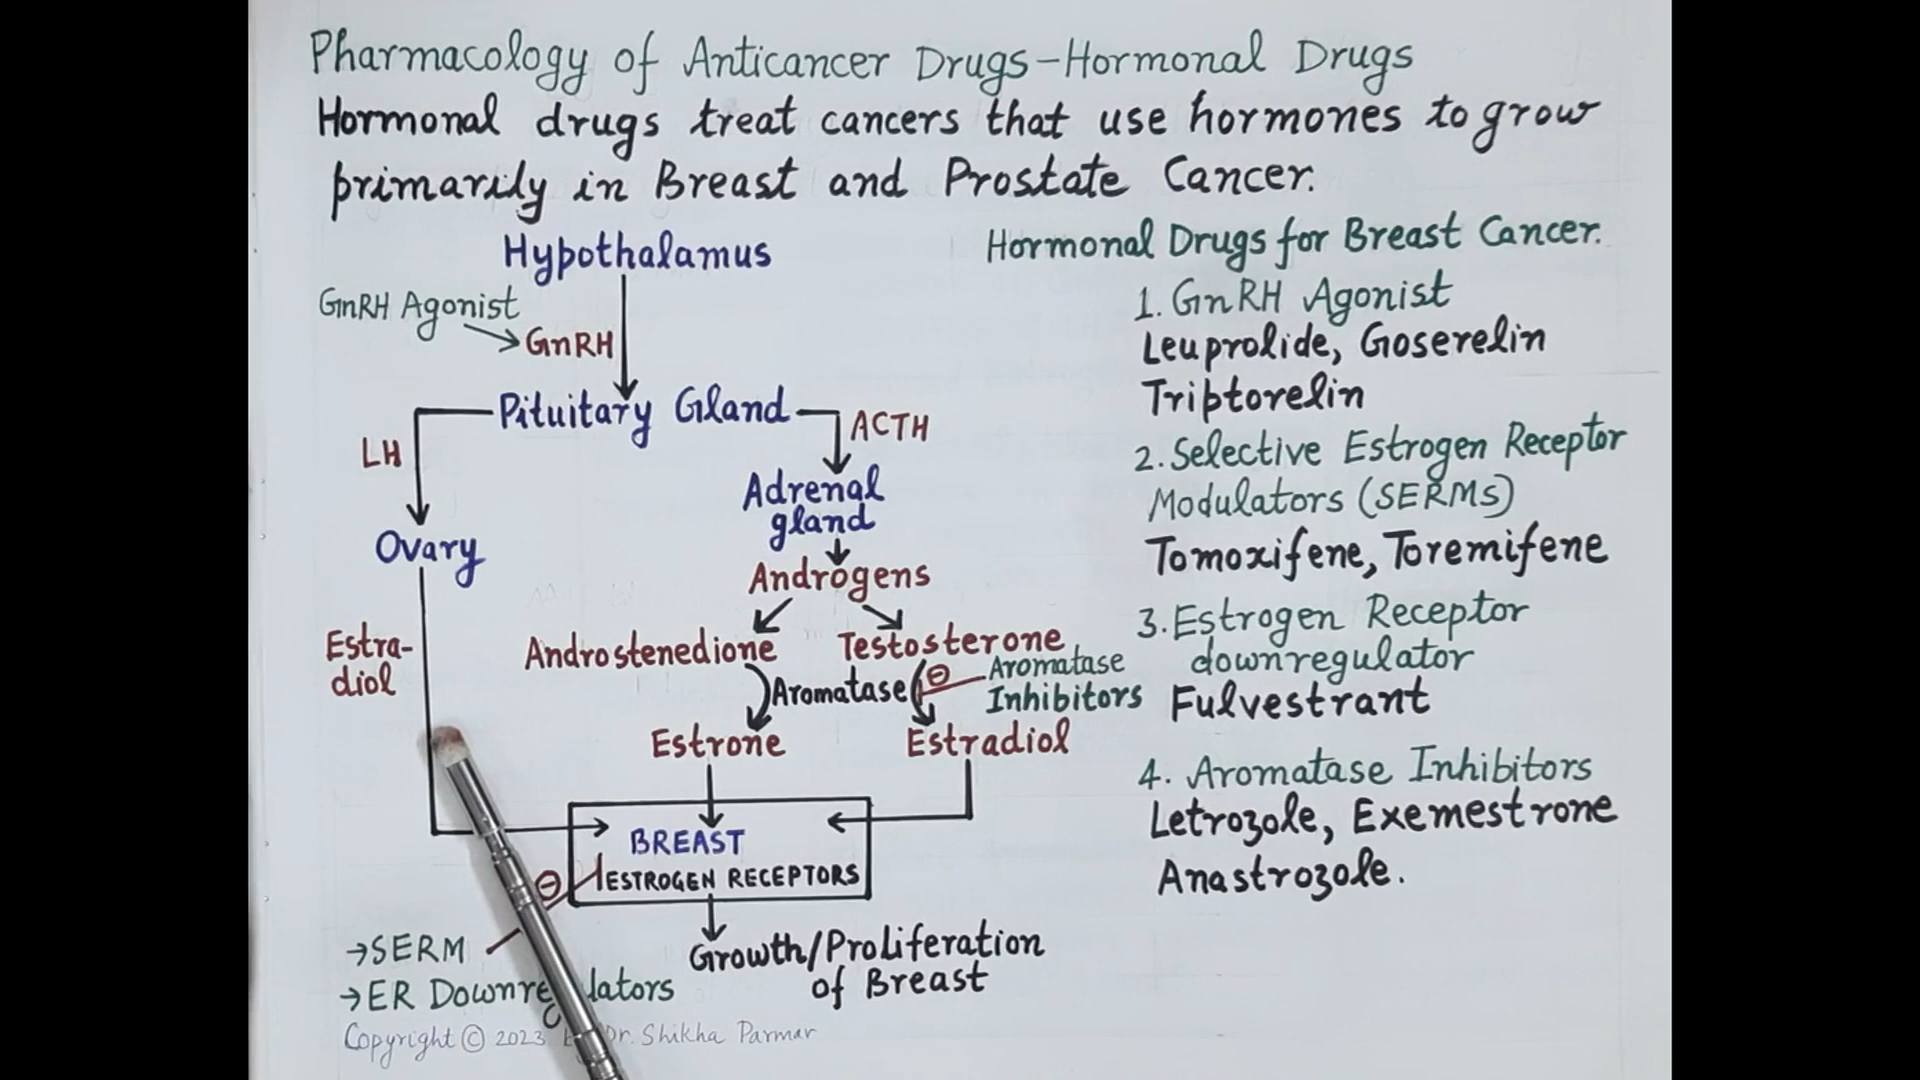 Pharmacology of Anticancer Drugs-Hormonal Drugs
Hormonal drugs treat cancers that use hormones to grow
primarily in Breast and Prostate Cancer.
Hypothalamus
GnRH Agonist
GnRH
Pituitary Gland
LH
ACTH
Ovary
Adrenal
gland
Androgens
Estra-
diol
Androstenedione
Testosterone
Aromatase
Aromatase
Inhibitors
Estrone
Estradiol
BREAST
ESTROGEN RECEPTORS
→SERM
→ER Downregulators
Growth/Proliferation
of Breast
Hormonal Drugs for Breast Cancer.
1. GnRH Agonist
Leuprolide, Goserelin
Triptorelin
2. Selective Estrogen Receptor
Modulators (SERMs)
Tomoxifene, Toremifene
3. Estrogen Receptor
downregulator
Fulvestrant
4. Aromatase Inhibitors
Letrozole, Exemestrone
Anastrozole.
Copyright © 2023 Dr. Shikha Parmar